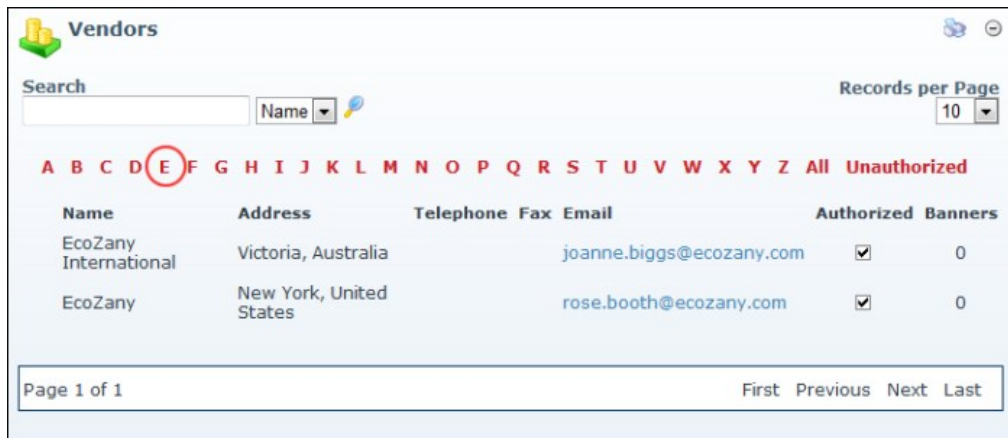 Vendors
Search
Records per Page
Name
10
A B C D E F G H I J K L M N O P Q R S T U V W X Y Z All Unauthorized
Name Address Telephone Fax Email Authorized Banners
EcoZany
International Victoria, Australia joanne.biggs@ecozany.com 0
EcoZany New York, United
States rose.booth@ecozany.com 0
Page 1 of 1 First Previous Next Last